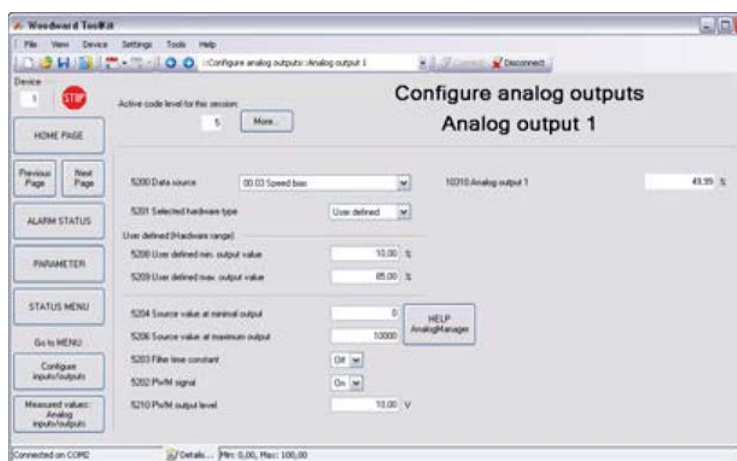 Woodward ToolKit
File View Device Settings Tools Help
::Configure analog outputs::Analog output 1 Connect Disconnect
Device
1 STOP
Active code level for this session:
5 More...
Configure analog outputs
Analog output 1
HOME PAGE
Previous Page Next Page
ALARM STATUS
PARAMETER
STATUS MENU
Go to MENU
Configure inputs/outputs
Measured values:: Analog inputs/outputs
5200 Data source 00.03 Speed bias
10310 Analog output 1 49,99 %
5201 Selected hardware type User defined
User defined (Hardware range)
5208 User defined min. output value 10,00 %
5209 User defined max. output value 85,00 %
5204 Source value at minimal output 0
5206 Source value at maximum output 10000
HELP AnalogManager
5203 Filter time constant Off
5202 PWM signal On
5210 PWM output level 10,00 V
Connected on COM2 Details... Min: 0,00, Max: 100,00